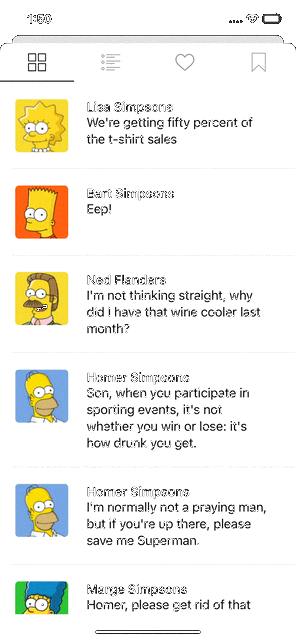 1:50
Lisa Simpsons
We're getting fifty percent of
the t-shirt sales
Bart Simpsons
Eep!
Ned Flanders
I'm not thinking straight, why
did I have that wine cooler last
month?
Homer Simpsons
Son, when you participate in
sporting events, it's not
whether you win or lose: it's
how drunk you get.
Homer Simpsons
I'm normally not a praying man,
but if you're up there, please
save me Superman.
Marge Simpsons
Homer, please get rid of that